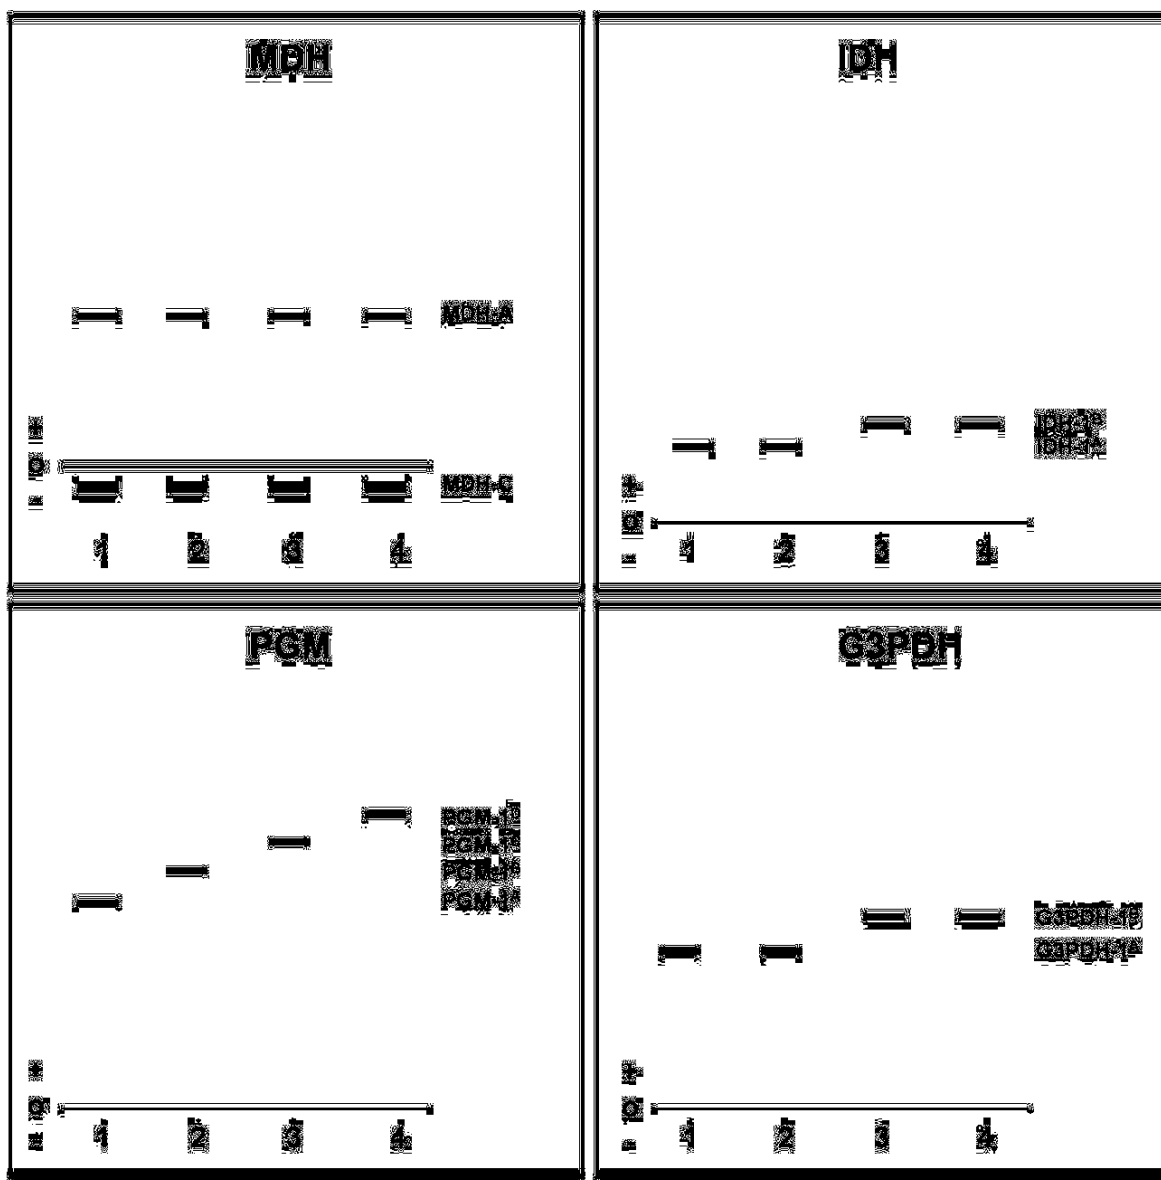 MDH
MDH-A
+
O
-
MDH-C
1 2 3 4
IDH
IDH-1ᴮ
IDH-1ᴬ
+
O
-
1 2 3 4
PGM
PGM-1ᴰ
PGM-1
PGM-1ᴮ
PGM-1ᴬ
+
O
-
1 2 3 4
G3PDH
G3PDH-1ᴮ
G3PDH-1ᴬ
+
O
-
1 2 3 4